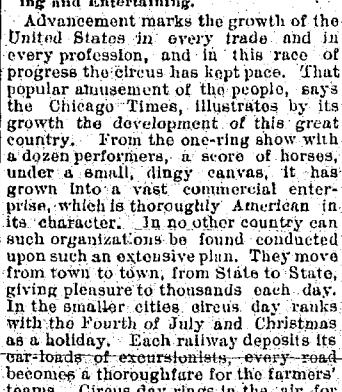 ing and Entertaining.
Advancement marks the growth of the
United States in every trade and in
every profession, and in this race of
progress the circus has kept pace. That
popular amusement of the people, says
the Chicago Times, illustrates by its
growth the development of this great
country. From the one-ring show with
a dozen performers, a score of horses,
under a small, dingy canvas, it has
grown into a vast commercial enter-
prise, which is thoroughly American in
its character. In no other country can
such organizations be found conducted
upon such an extensive plan. They move
from town to town, from State to State,
giving pleasure to thousands each day.
In the smaller cities circus day ranks
with the Fourth of July and Christmas
as a holiday. Each railway deposits its
car-loads of excursionists, every road
becomes a thoroughfare for the farmers'
teams. Circus day rings in the air for